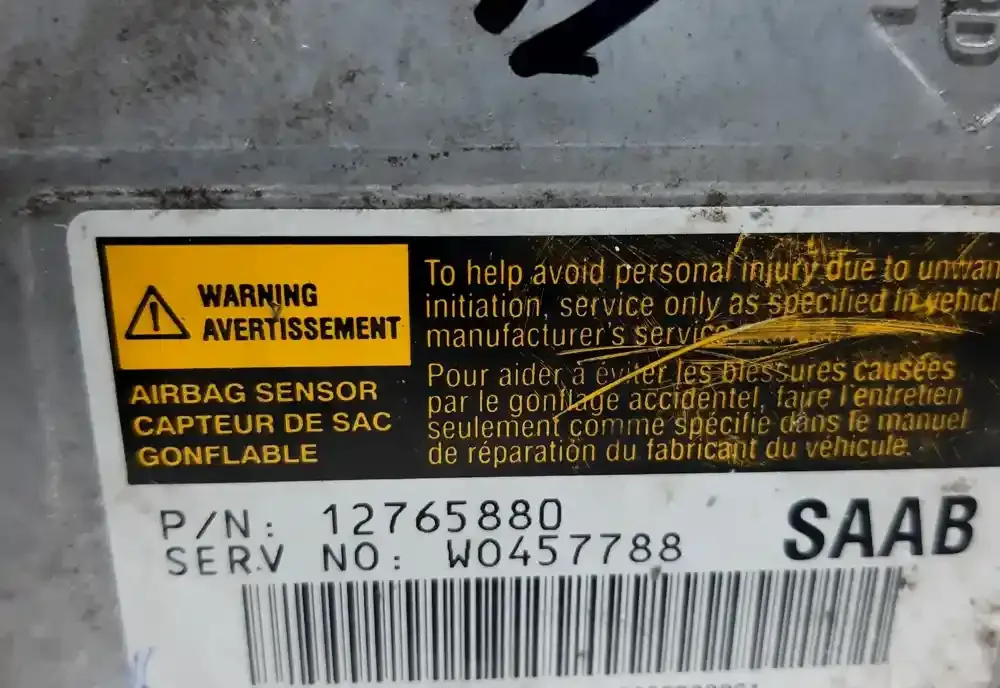 WARNING
AVERTISSEMENT
AIRBAG SENSOR
CAPTEUR DE SAC
GONFLABLE
To help avoid personal injury due to
initiation, service only as specified in
manufacturer's service
Pour aider à éviter les blessures causées
par le gonflage accidentel, faire l'entretien
seulement comme spécifié dans le manuel
de réparation du fabricant du véhicule.
P/N: 12765880
SERV NO: W0457788
SAAB